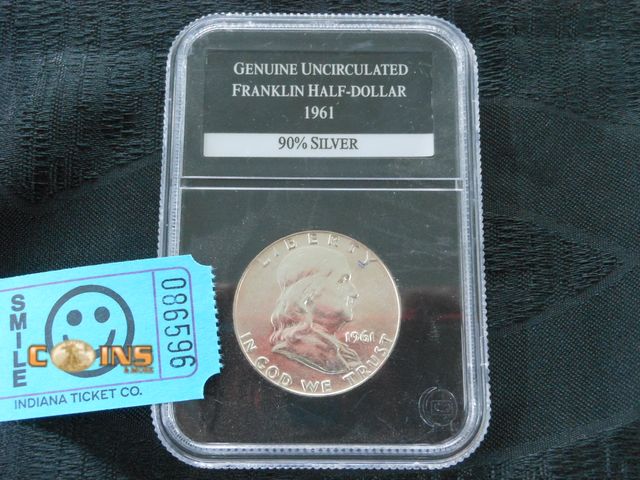 GENUINE UNCIRCULATED
FRANKLIN HALF-DOLLAR
1961
90% SILVER
LIBERTY
1961
IN GOD WE TRUST
SMILE
086596
COINS
& MORE
INDIANA TICKET CO.